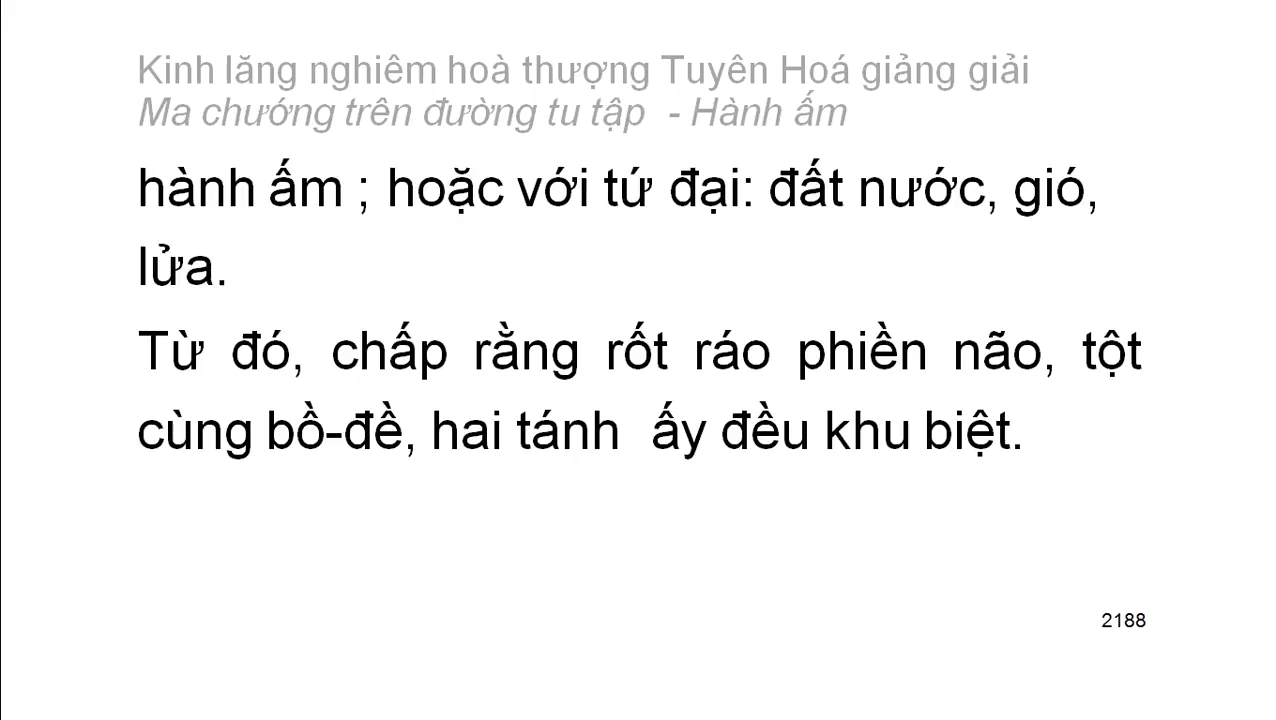 Kinh lăng nghiêm hoà thượng Tuyên Hoá giảng giải
Ma chướng trên đường tu tập - Hành ấm
hành ấm ; hoặc với tứ đại: đất nước, gió,
lửa.
Từ đó, chấp rằng rốt ráo phiền não, tột
cùng bồ-đề, hai tánh ấy đều khu biệt.
2188